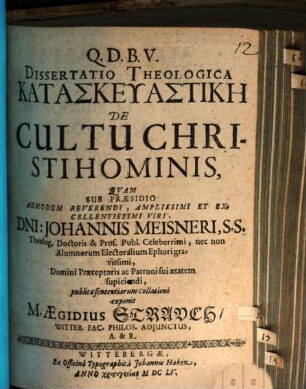 12
Q. D. B. V.
DISSERTATIO THEOLOGICA
ΚΑΤΑΣΚΕΥΑΣΤΙΚΗ
DE
CULTU CHRI-
STI HOMINIS,
QVAM
SUB PRÆSIDIO
ADMODUM REVERENDI, AMPLISSIMI ET EX-
CELLENTISSIMI VIRI,
DNI: JOHANNIS MEISNERI, S.S.
Theolog. Doctoris & Prof. Publ. Celeberrimi, nec non
Alumnorum Electoralium Ephori gra-
vissimi,
Domini Præceptoris ac Patroni sui ætatem
suspiciendi,
publicæ sententiarum Collationi
exponit
M. ÆGIDIUS STRAUCH/
WITTEB. FAC. PHILOS. ADJUNCTUS,
A. & R.
WITTEBERGÆ,
Ex Officinâ Typographicâ Johannis Haken,
ANNO M DC LV.